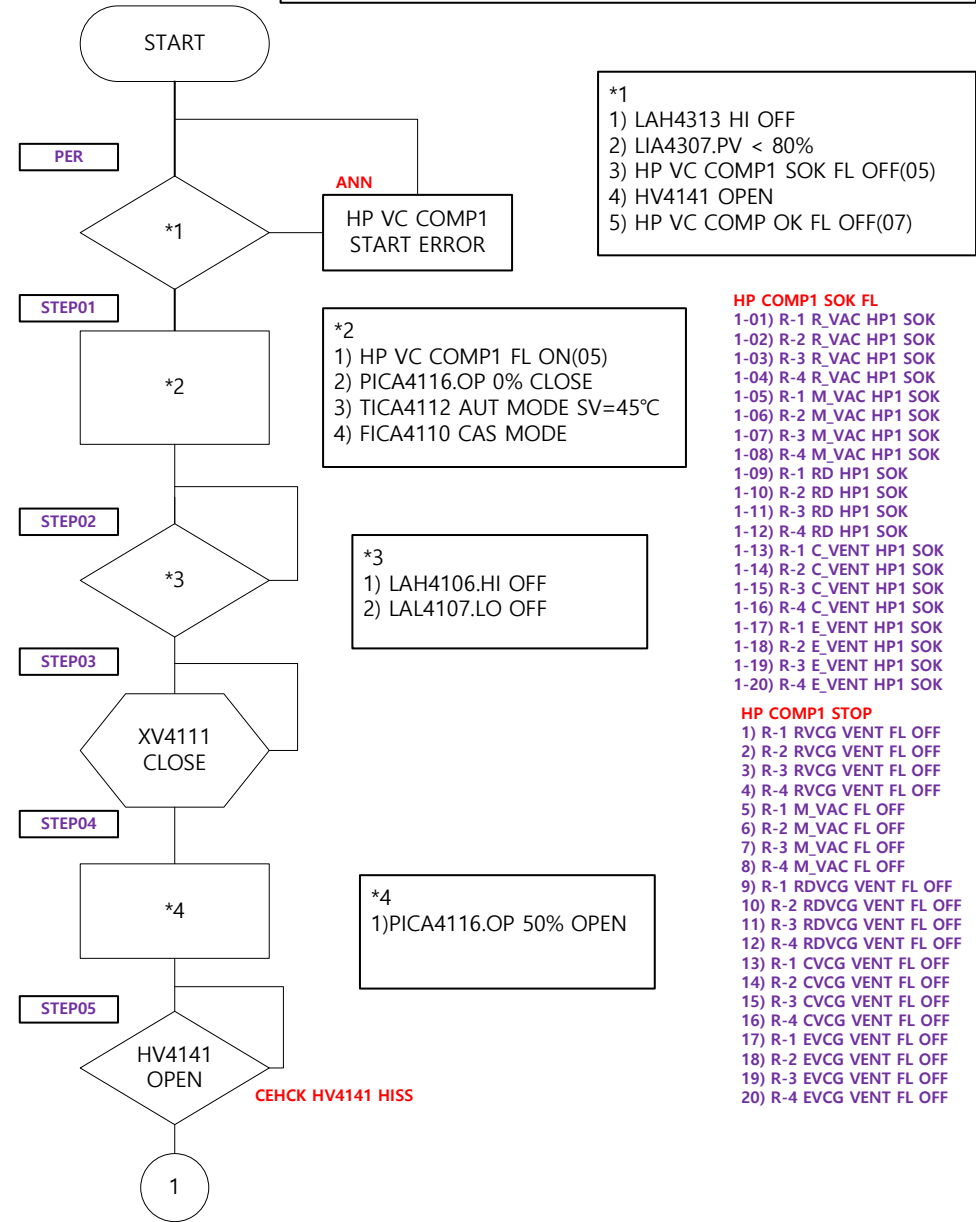 START
PER
*1
ANN
HP VC COMP1
START ERROR
*1
1) LAH4313 HI OFF
2) LIA4307.PV < 80%
3) HP VC COMP1 SOK FL OFF(05)
4) HV4141 OPEN
5) HP VC COMP OK FL OFF(07)
STEP01
*2
*2
1) HP VC COMP1 FL ON(05)
2) PICA4116.OP 0% CLOSE
3) TICA4112 AUT MODE SV=45℃
4) FICA4110 CAS MODE
STEP02
*3
*3
1) LAH4106.HI OFF
2) LAL4107.LO OFF
STEP03
XV4111
CLOSE
STEP04
*4
*4
1)PICA4116.OP 50% OPEN
STEP05
HV4141
OPEN
CEHCK HV4141 HISS
1
HP COMP1 SOK FL
1-01) R-1 R_VAC HP1 SOK
1-02) R-2 R_VAC HP1 SOK
1-03) R-3 R_VAC HP1 SOK
1-04) R-4 R_VAC HP1 SOK
1-05) R-1 M_VAC HP1 SOK
1-06) R-2 M_VAC HP1 SOK
1-07) R-3 M_VAC HP1 SOK
1-08) R-4 M_VAC HP1 SOK
1-09) R-1 RD HP1 SOK
1-10) R-2 RD HP1 SOK
1-11) R-3 RD HP1 SOK
1-12) R-4 RD HP1 SOK
1-13) R-1 C_VENT HP1 SOK
1-14) R-2 C_VENT HP1 SOK
1-15) R-3 C_VENT HP1 SOK
1-16) R-4 C_VENT HP1 SOK
1-17) R-1 E_VENT HP1 SOK
1-18) R-2 E_VENT HP1 SOK
1-19) R-3 E_VENT HP1 SOK
1-20) R-4 E_VENT HP1 SOK
HP COMP1 STOP
1) R-1 RVCG VENT FL OFF
2) R-2 RVCG VENT FL OFF
3) R-3 RVCG VENT FL OFF
4) R-4 RVCG VENT FL OFF
5) R-1 M_VAC FL OFF
6) R-2 M_VAC FL OFF
7) R-3 M_VAC FL OFF
8) R-4 M_VAC FL OFF
9) R-1 RDVCG VENT FL OFF
10) R-2 RDVCG VENT FL OFF
11) R-3 RDVCG VENT FL OFF
12) R-4 RDVCG VENT FL OFF
13) R-1 CVCG VENT FL OFF
14) R-2 CVCG VENT FL OFF
15) R-3 CVCG VENT FL OFF
16) R-4 CVCG VENT FL OFF
17) R-1 EVCG VENT FL OFF
18) R-2 EVCG VENT FL OFF
19) R-3 EVCG VENT FL OFF
20) R-4 EVCG VENT FL OFF